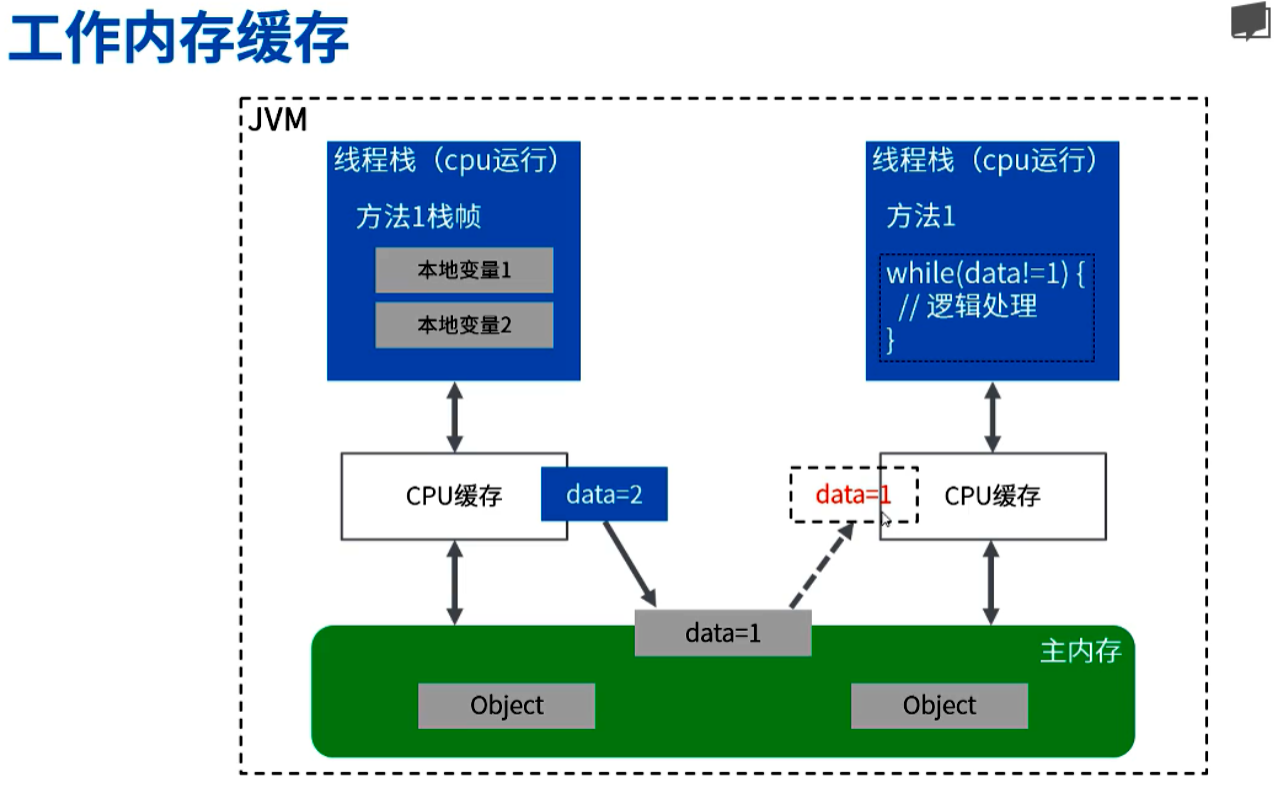 工作内存缓存
JVM
线程栈（cpu运行）
方法1栈帧
本地变量1
本地变量2
线程栈（cpu运行）
方法1
while(data!=1) {
// 逻辑处理
}
CPU缓存
data=2
data=1
CPU缓存
data=1
主内存
Object
Object